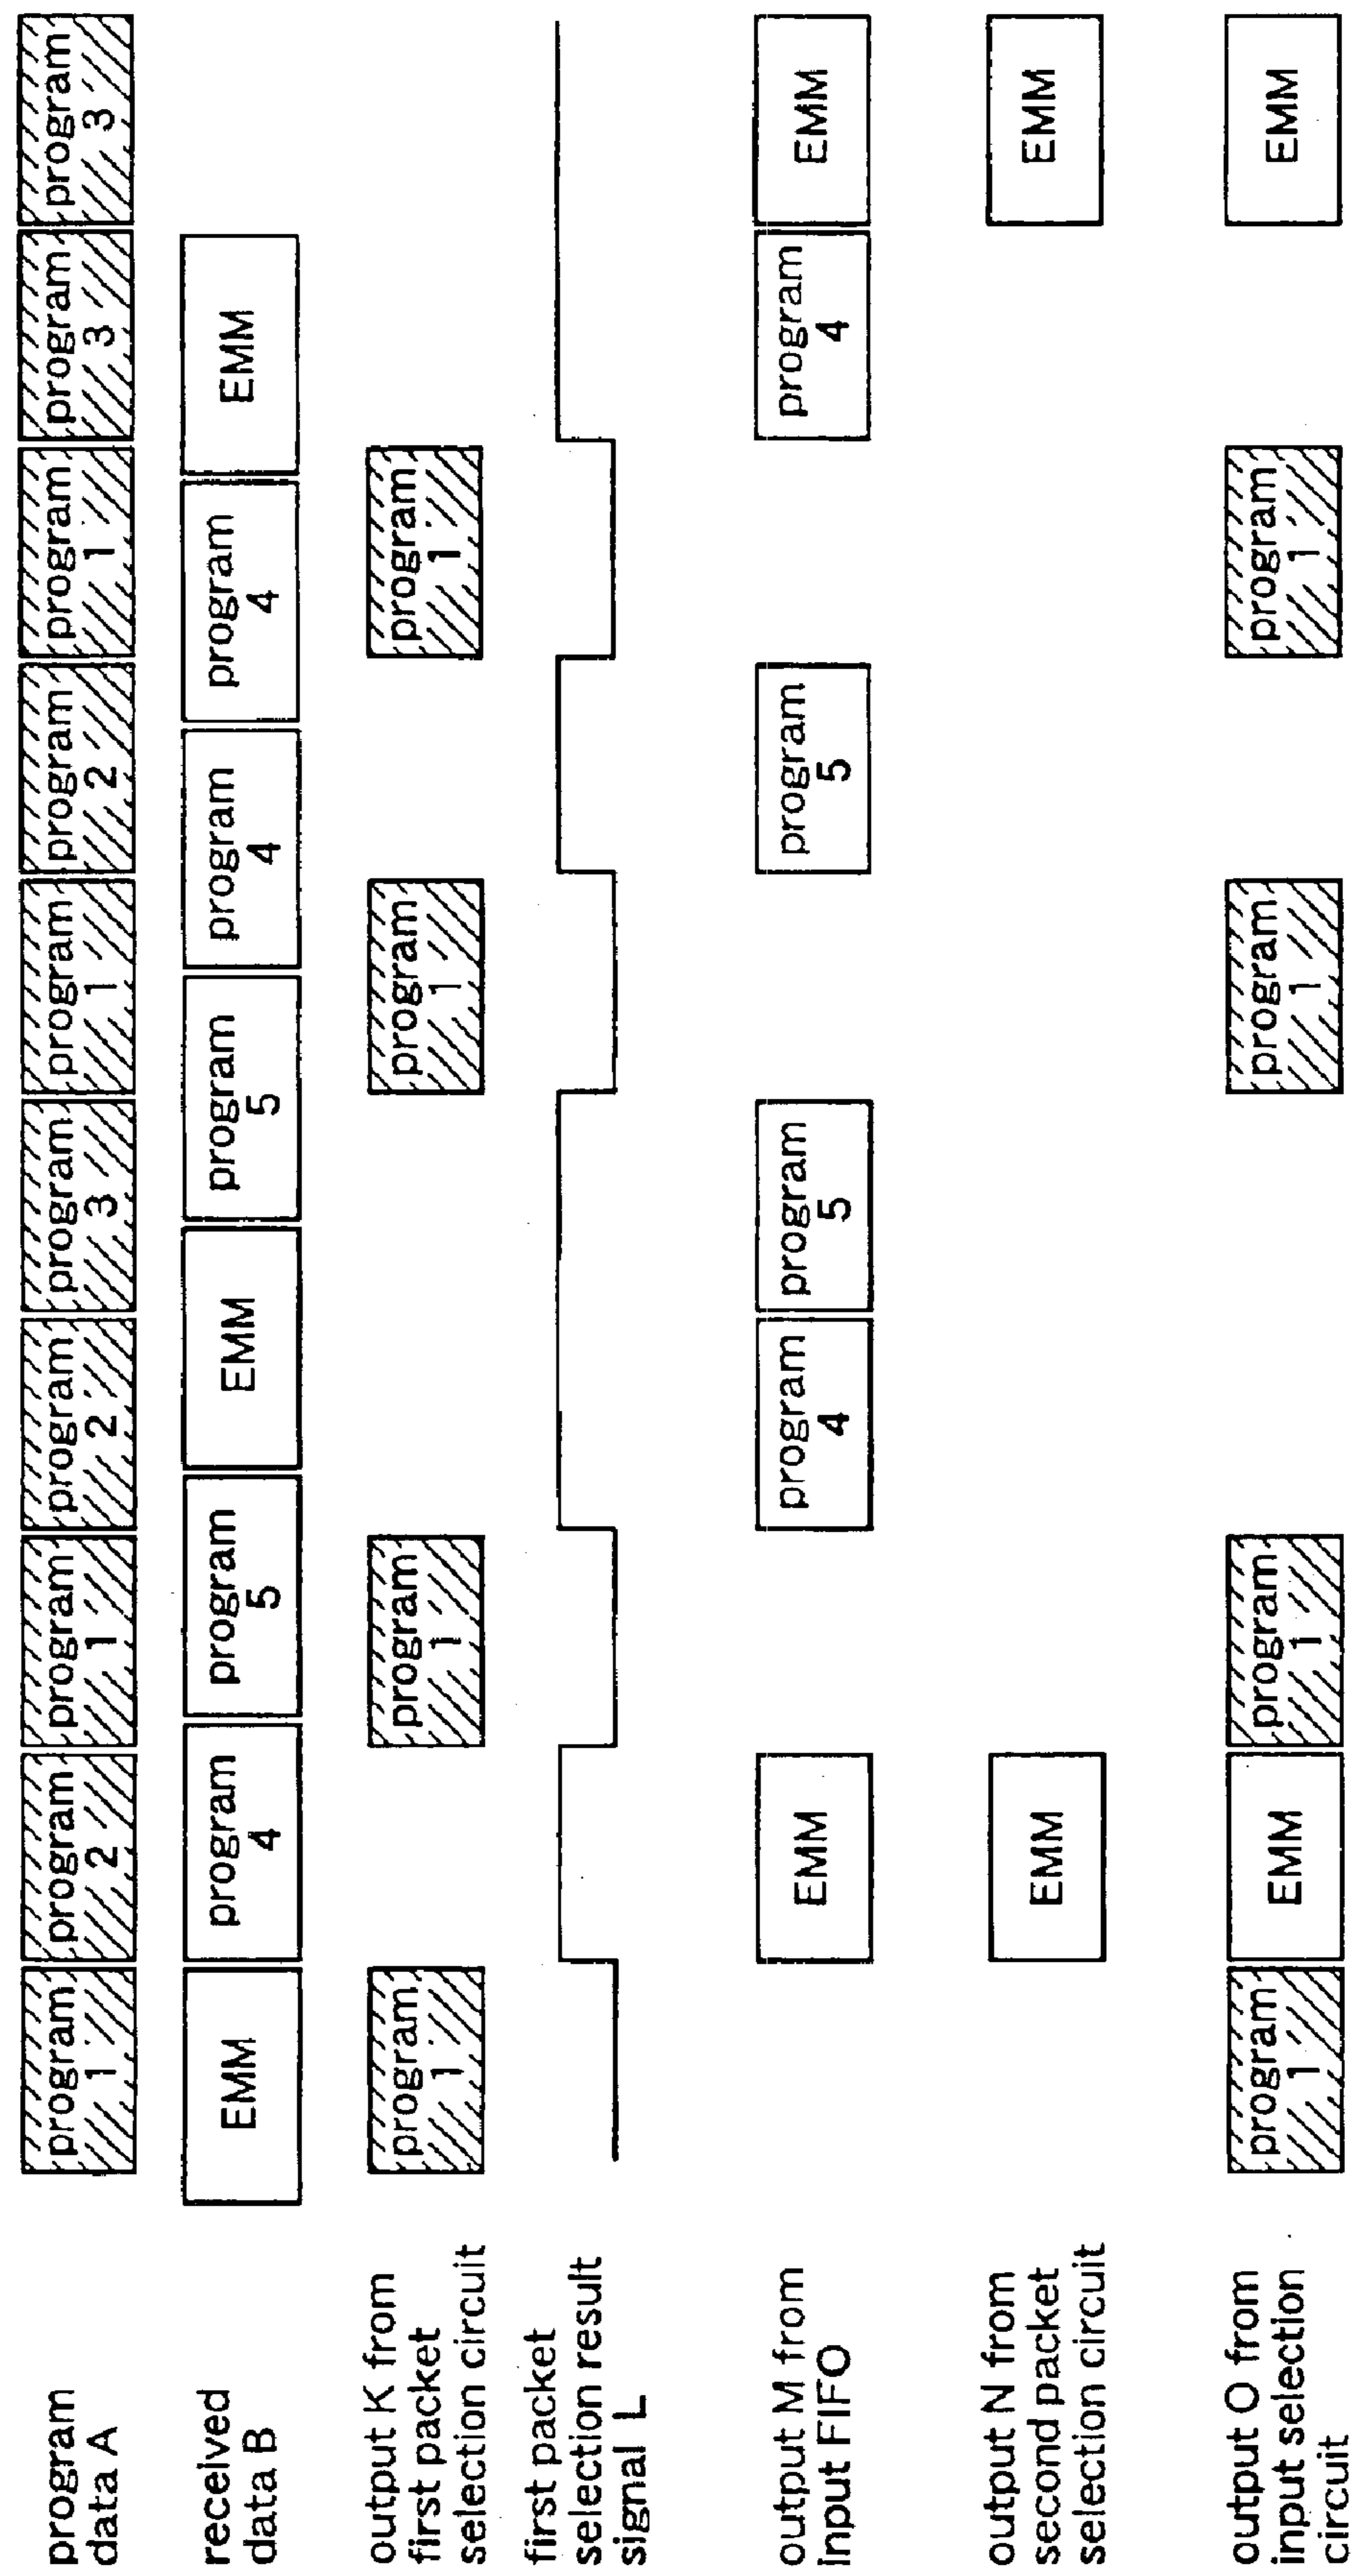 program
data A
program
1
program
2
program
1
program
2
program
3
program
1
program
2
program
1
program
3
program
3
received
data B
EMM
program
4
program
5
EMM
program
5
program
4
program
4
EMM
output K from
first packet
selection circuit
program
1
program
1
program
1
program
1
first packet
selection result
signal L
output M from
input FIFO
EMM
program
4
program
5
program
5
program
4
EMM
output N from
second packet
selection circuit
EMM
EMM
output O from
input selection
circuit
program
1
EMM
program
1
program
1
program
1
EMM